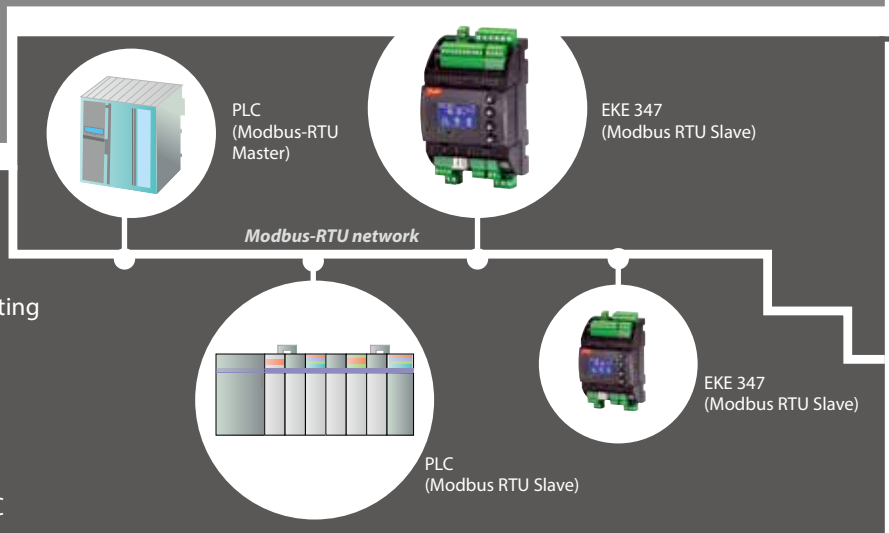 PLC
(Modbus-RTU
Master)
EKE 347
(Modbus RTU Slave)
Modbus-RTU network
ting
EKE 347
(Modbus RTU Slave)
PLC
(Modbus RTU Slave)
C